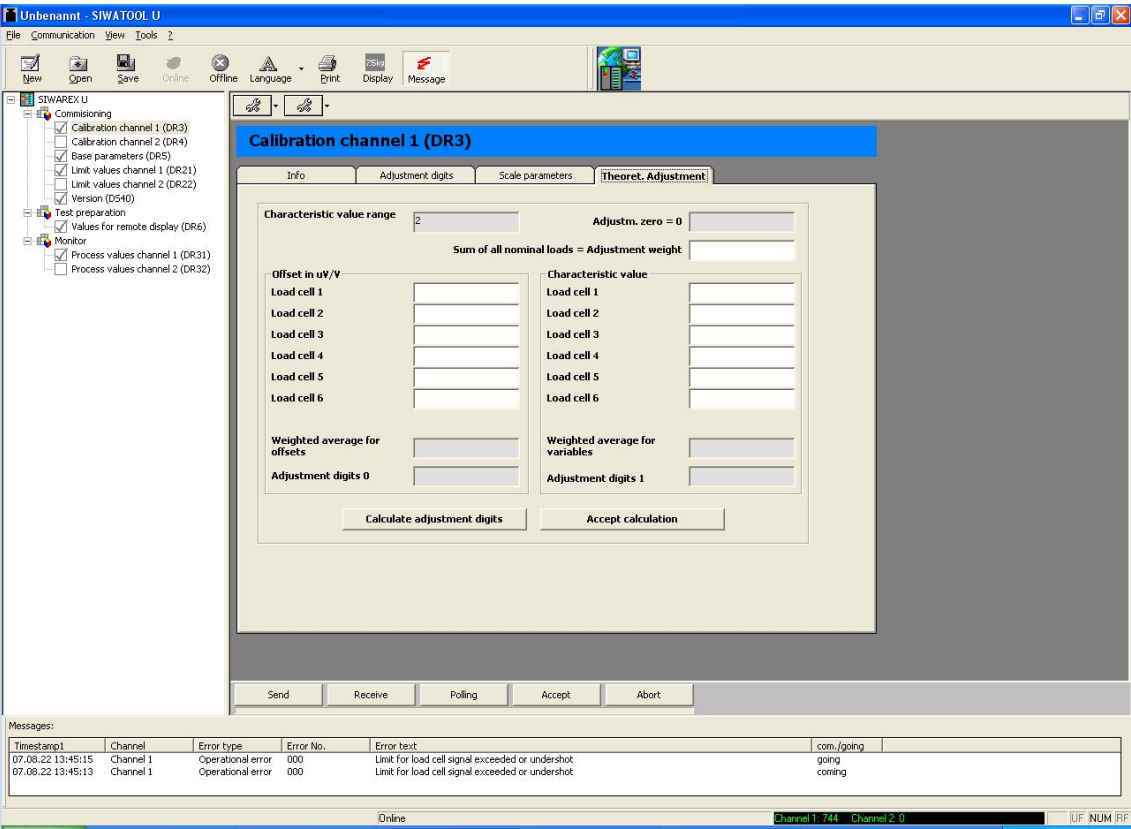 Unbenannt - SIWATOOL U
File Communication View Tools ?
New Open Save Online Offline Language Print 75kg Display Message
SIWAREX U
Commisioning
Calibration channel 1 (DR3)
Calibration channel 2 (DR4)
Base parameters (DR5)
Limit values channel 1 (DR21)
Limit values channel 2 (DR22)
Version (DS40)
Test preparation
Values for remote display (DR6)
Monitor
Process values channel 1 (DR31)
Process values channel 2 (DR32)
Calibration channel 1 (DR3)
Info Adjustment digits Scale parameters Theoret. Adjustment
Characteristic value range 2 Adjustm. zero = 0
Sum of all nominal loads = Adjustment weight
Offset in uV/V Characteristic value
Load cell 1 Load cell 1
Load cell 2 Load cell 2
Load cell 3 Load cell 3
Load cell 4 Load cell 4
Load cell 5 Load cell 5
Load cell 6 Load cell 6
Weighted average for offsets Weighted average for variables
Adjustment digits 0 Adjustment digits 1
Calculate adjustment digits Accept calculation
Send Receive Polling Accept Abort
Messages:
Timestamp1 Channel Error type Error No. Error text com./going
07.08.22 13:45:15 Channel 1 Operational error 000 Limit for load cell signal exceeded or undershot going
07.08.22 13:45:13 Channel 1 Operational error 000 Limit for load cell signal exceeded or undershot coming
Online Channel 1: 744 Channel 2: 0 UF NUM RF